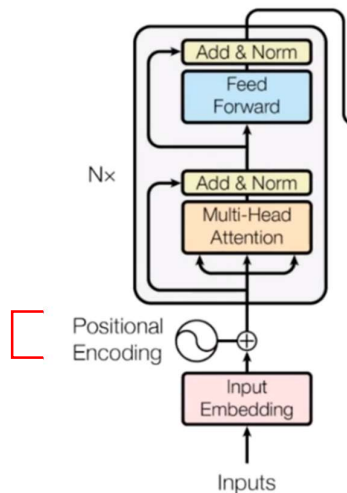 Add & Norm
Feed
Forward
N×
Add & Norm
Multi-Head
Attention
Positional
Encoding
Input
Embedding
Inputs